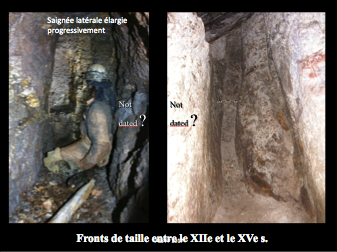 Saignée latérale élargie
progressivement
Not
dated ?
Not
dated ?
Fronts de taille entre le XIIe et le XVe s.